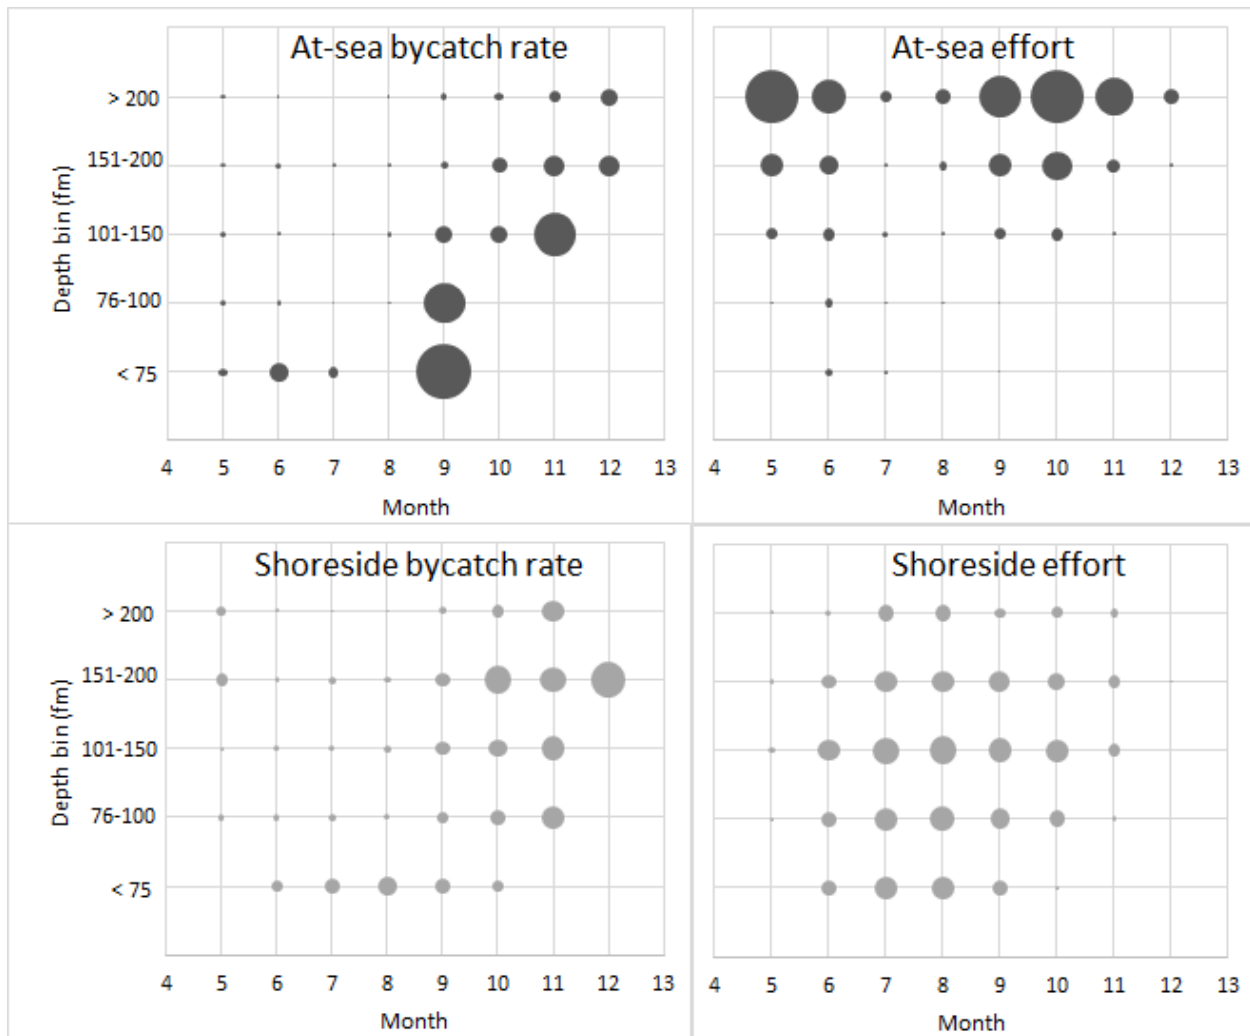 At-sea bycatch rate
Depth bin (fm)
> 200
151-200
101-150
76-100
< 75
4 5 6 7 8 9 10 11 12 13
Month
At-sea effort
4 5 6 7 8 9 10 11 12 13
Month
Shoreside bycatch rate
Depth bin (fm)
> 200
151-200
101-150
76-100
< 75
4 5 6 7 8 9 10 11 12 13
Month
Shoreside effort
4 5 6 7 8 9 10 11 12 13
Month